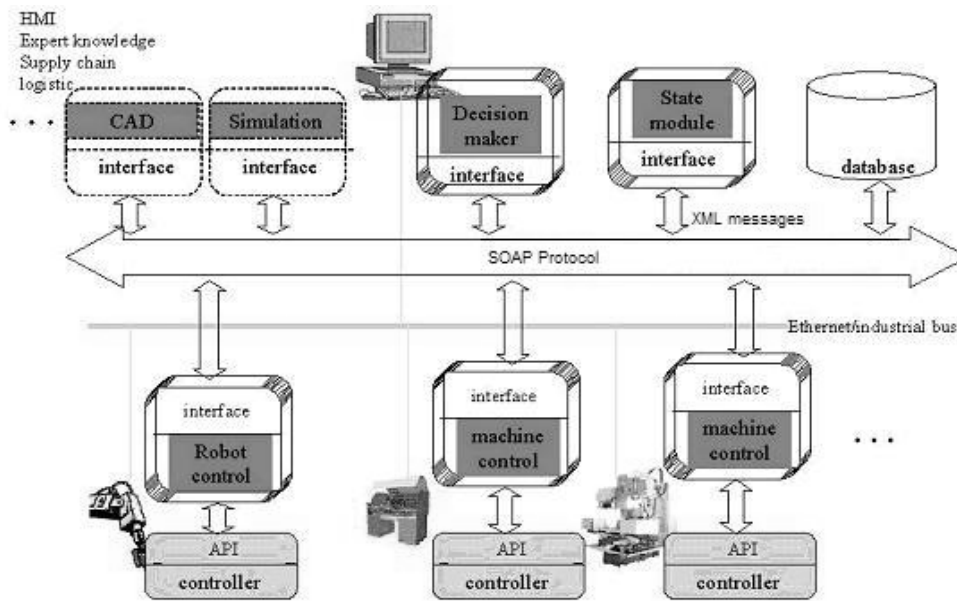 HMI
Expert knowledge
Supply chain
logistic
. . .
CAD
interface
Simulation
interface
Decision
maker
interface
State
module
interface
database
XML messages
SOAP Protocol
Ethernet/industrial bus
interface
Robot
control
interface
machine
control
interface
machine
control
. . .
API
controller
API
controller
API
controller